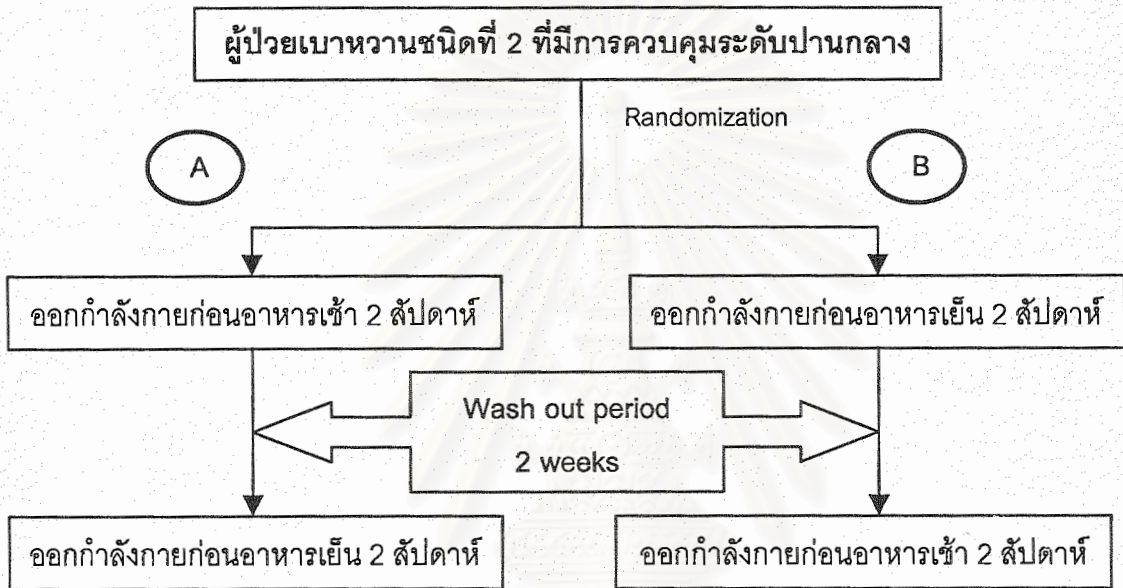 ผู้ป่วยเบาหวานชนิดที่ 2 ที่มีการควบคุมระดับปานกลาง
Randomization
A
B
ออกกำลังกายก่อนอาหารเช้า 2 สัปดาห์
ออกกำลังกายก่อนอาหารเย็น 2 สัปดาห์
Wash out period
2 weeks
ออกกำลังกายก่อนอาหารเย็น 2 สัปดาห์
ออกกำลังกายก่อนอาหารเช้า 2 สัปดาห์